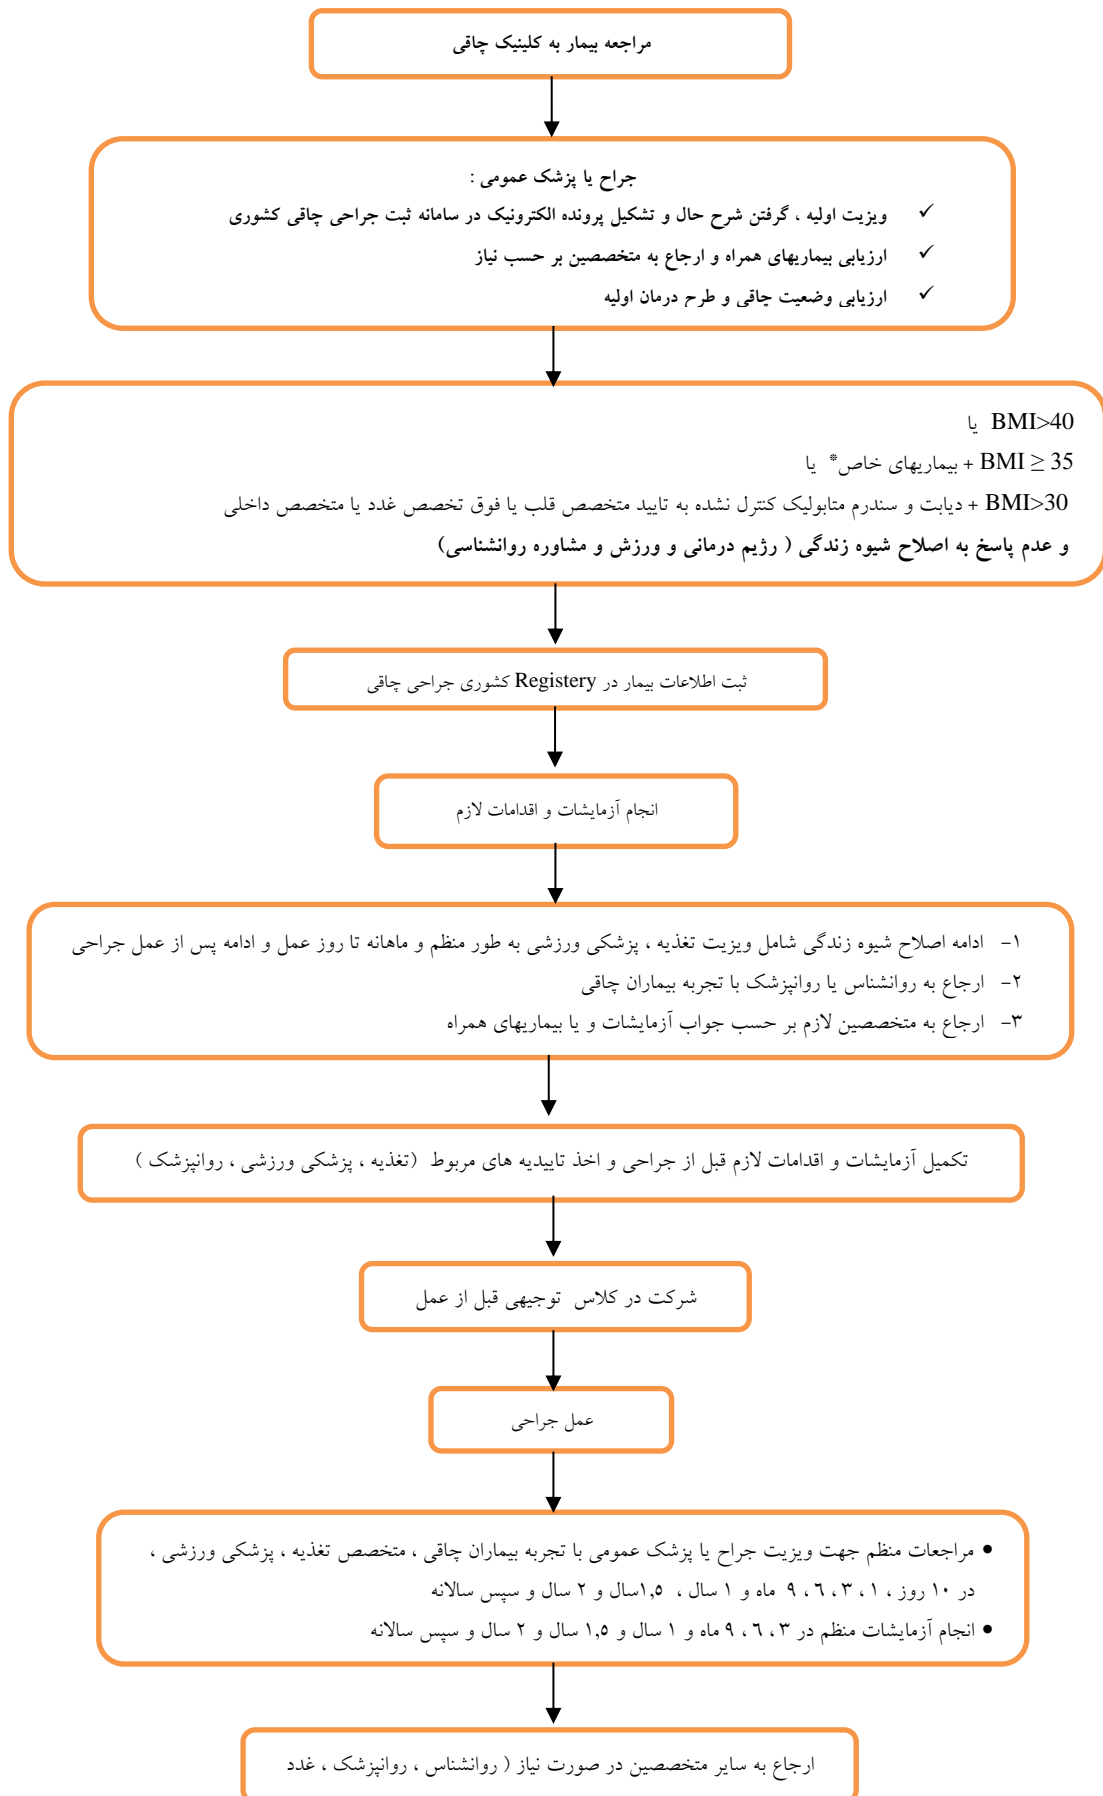 مراجعه بیمار به کلینیک چاقی
جراح یا پزشک عمومی :
✓ ویزیت اولیه ، گرفتن شرح حال و تشکیل پرونده الکترونیک در سامانه ثبت جراحی چاقی کشوری
✓ ارزیابی بیماریهای همراه و ارجاع به متخصصین بر حسب نیاز
✓ ارزیابی وضعیت چاقی و طرح درمان اولیه
BMI>40 یا
BMI ≥ 35 + بیماریهای خاص* یا
BMI>30 + دیابت و سندرم متابولیک کنترل نشده به تایید متخصص قلب یا فوق تخصص غدد یا متخصص داخلی
و عدم پاسخ به اصلاح شیوه زندگی ( رژیم درمانی و ورزش و مشاوره روانشناسی)
ثبت اطلاعات بیمار در Registery کشوری جراحی چاقی
انجام آزمایشات و اقدامات لازم
۱- ادامه اصلاح شیوه زندگی شامل ویزیت تغذیه ، پزشکی ورزشی به طور منظم و ماهانه تا روز عمل و ادامه پس از عمل جراحی
۲- ارجاع به روانشناس یا روانپزشک با تجربه بیماران چاقی
۳- ارجاع به متخصصین لازم بر حسب جواب آزمایشات و یا بیماریهای همراه
تکمیل آزمایشات و اقدامات لازم قبل از جراحی و اخذ تاییدیه های مربوط (تغذیه ، پزشکی ورزشی ، روانپزشک )
شرکت در کلاس توجیهی قبل از عمل
عمل جراحی
• مراجعات منظم جهت ویزیت جراح یا پزشک عمومی با تجربه بیماران چاقی ، متخصص تغذیه ، پزشکی ورزشی ،
در ۱۰ روز ، ۱ ، ۳ ، ٦ ، ۹ ماه و ۱ سال ، ۱,٥سال و ۲ سال و سپس سالانه
• انجام آزمایشات منظم در ۳ ، ٦ ، ۹ ماه و ۱ سال و ۱,٥ سال و ۲ سال و سپس سالانه
ارجاع به سایر متخصصین در صورت نیاز ( روانشناس ، روانپزشک ، غدد